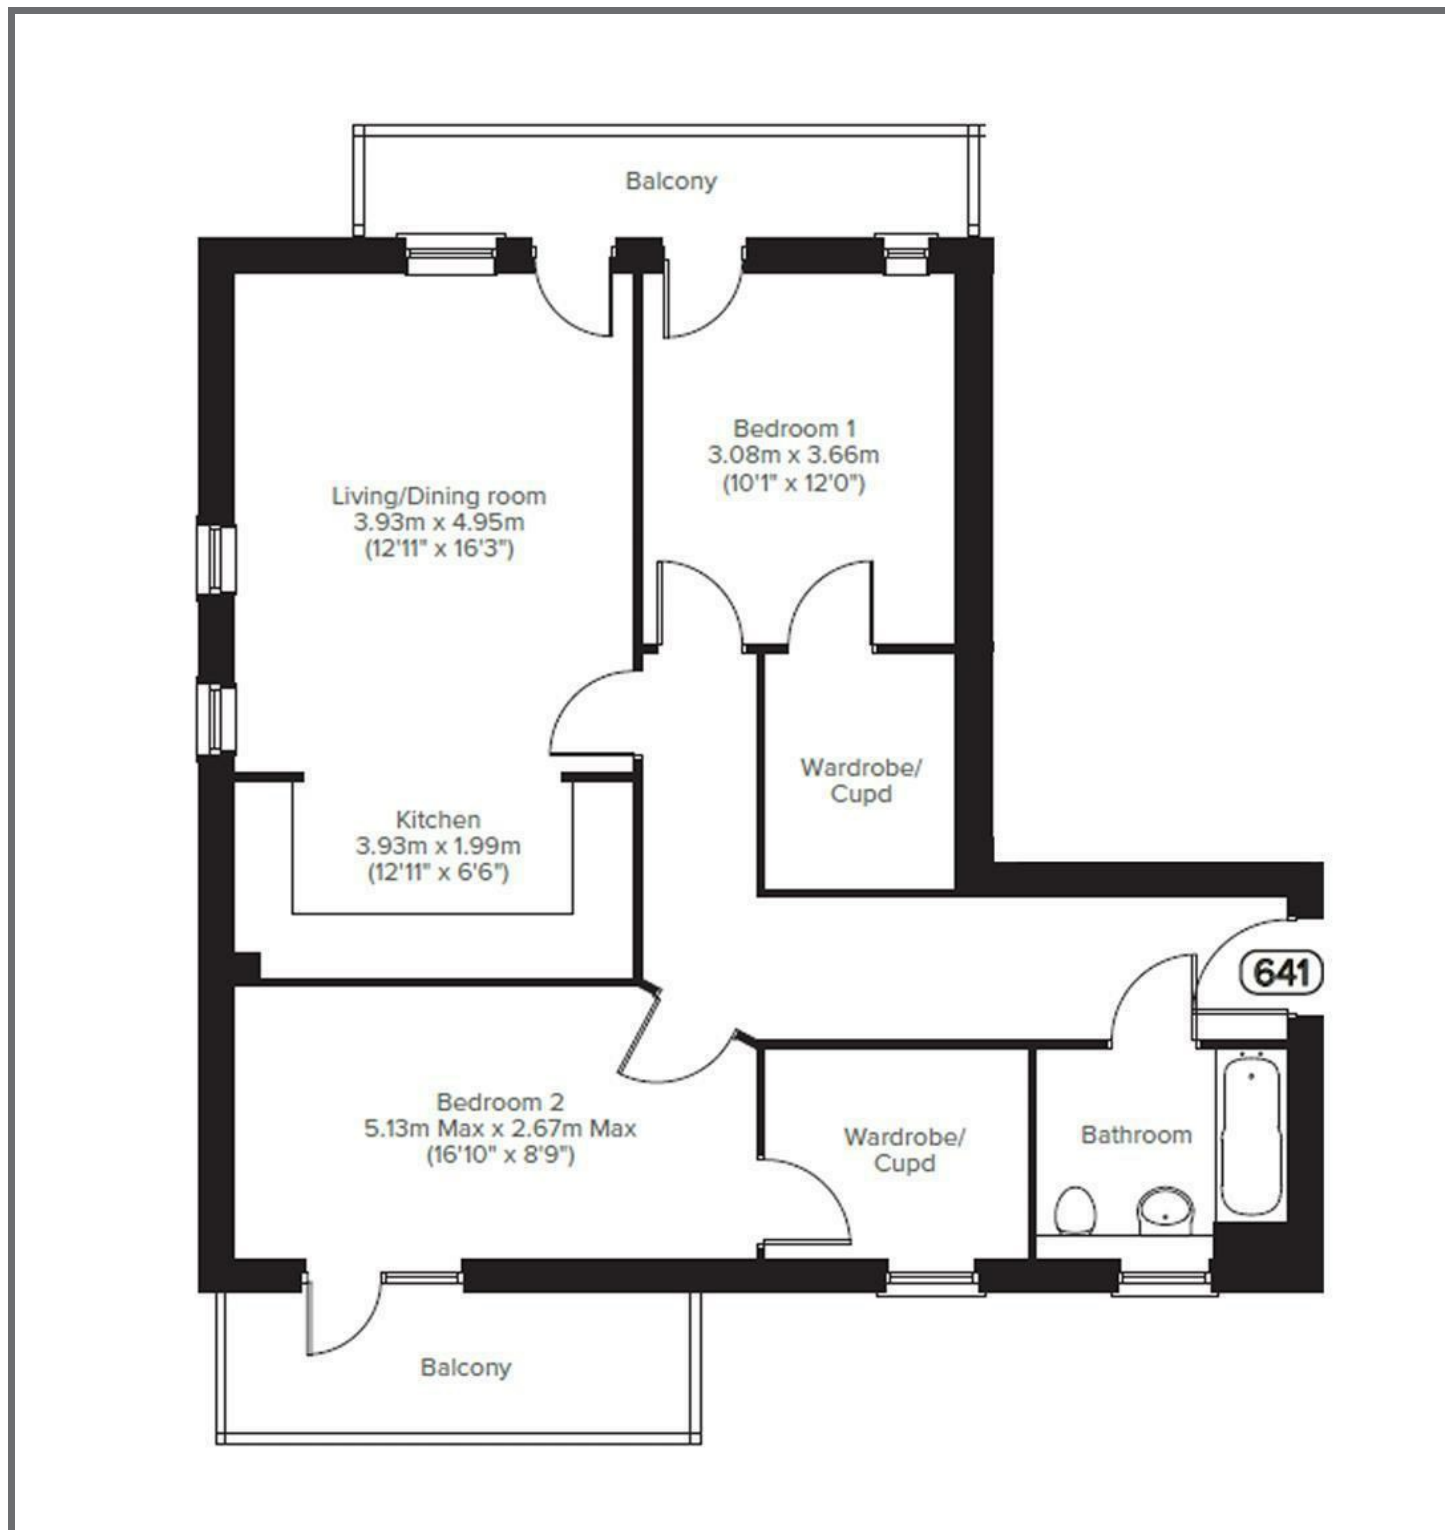 Balcony
Bedroom 1
3.08m x 3.66m
(10'1" x 12'0")
Living/Dining room
3.93m x 4.95m
(12'11" x 16'3")
Wardrobe/
Cupd
Kitchen
3.93m x 1.99m
(12'11" x 6'6")
641
Bedroom 2
5.13m Max x 2.67m Max
(16'10" x 8'9")
Wardrobe/
Cupd
Bathroom
Balcony